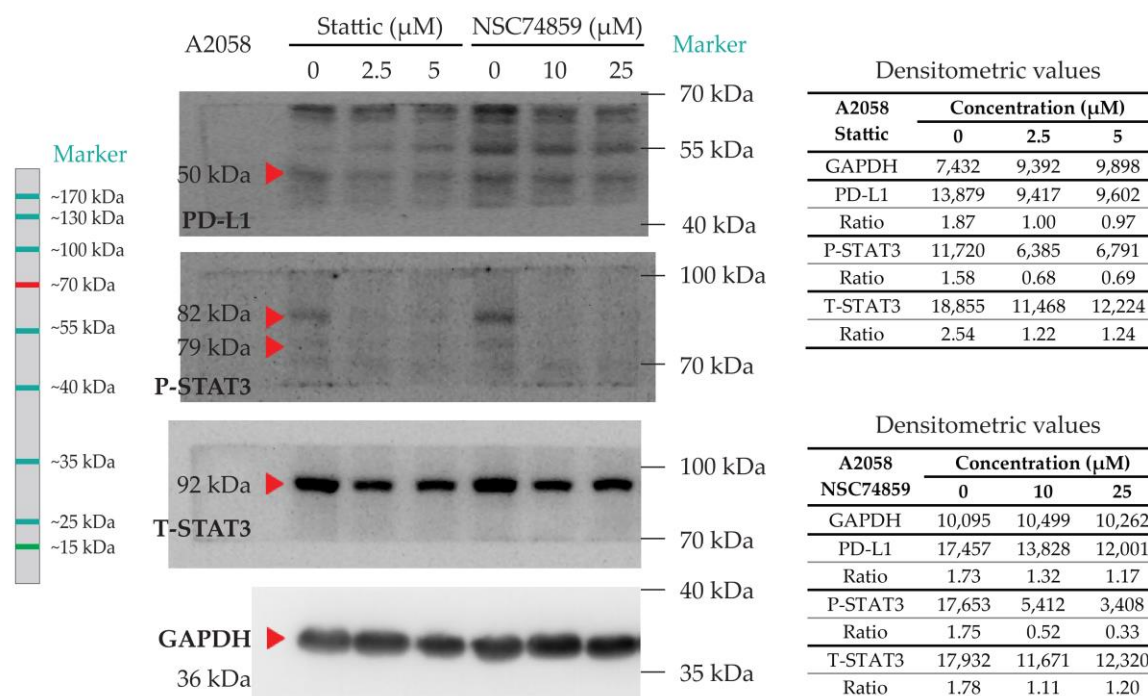 A2058 Stattic (μM) NSC74859 (μM) Marker
0 2.5 5 0 10 25
70 kDa
55 kDa
50 kDa
PD-L1
40 kDa
100 kDa
82 kDa
79 kDa
70 kDa
P-STAT3
100 kDa
92 kDa
T-STAT3
70 kDa
40 kDa
GAPDH
36 kDa
35 kDa
Marker
~170 kDa
~130 kDa
~100 kDa
~70 kDa
~55 kDa
~40 kDa
~35 kDa
~25 kDa
~15 kDa
Densitometric values
A2058 Concentration (μM)
Stattic 0 2.5 5
GAPDH 7,432 9,392 9,898
PD-L1 13,879 9,417 9,602
Ratio 1.87 1.00 0.97
P-STAT3 11,720 6,385 6,791
Ratio 1.58 0.68 0.69
T-STAT3 18,855 11,468 12,224
Ratio 2.54 1.22 1.24
Densitometric values
A2058 Concentration (μM)
NSC74859 0 10 25
GAPDH 10,095 10,499 10,262
PD-L1 17,457 13,828 12,001
Ratio 1.73 1.32 1.17
P-STAT3 17,653 5,412 3,408
Ratio 1.75 0.52 0.33
T-STAT3 17,932 11,671 12,320
Ratio 1.78 1.11 1.20